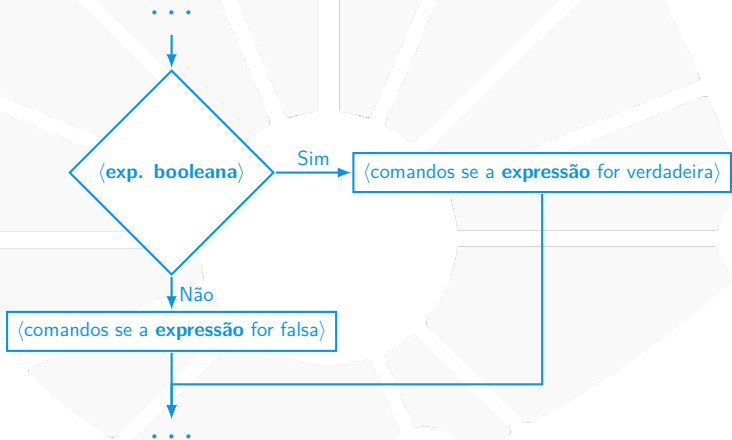 . . .
⟨exp. booleana⟩
Sim
⟨comandos se a expressão for verdadeira⟩
Não
⟨comandos se a expressão for falsa⟩
. . .